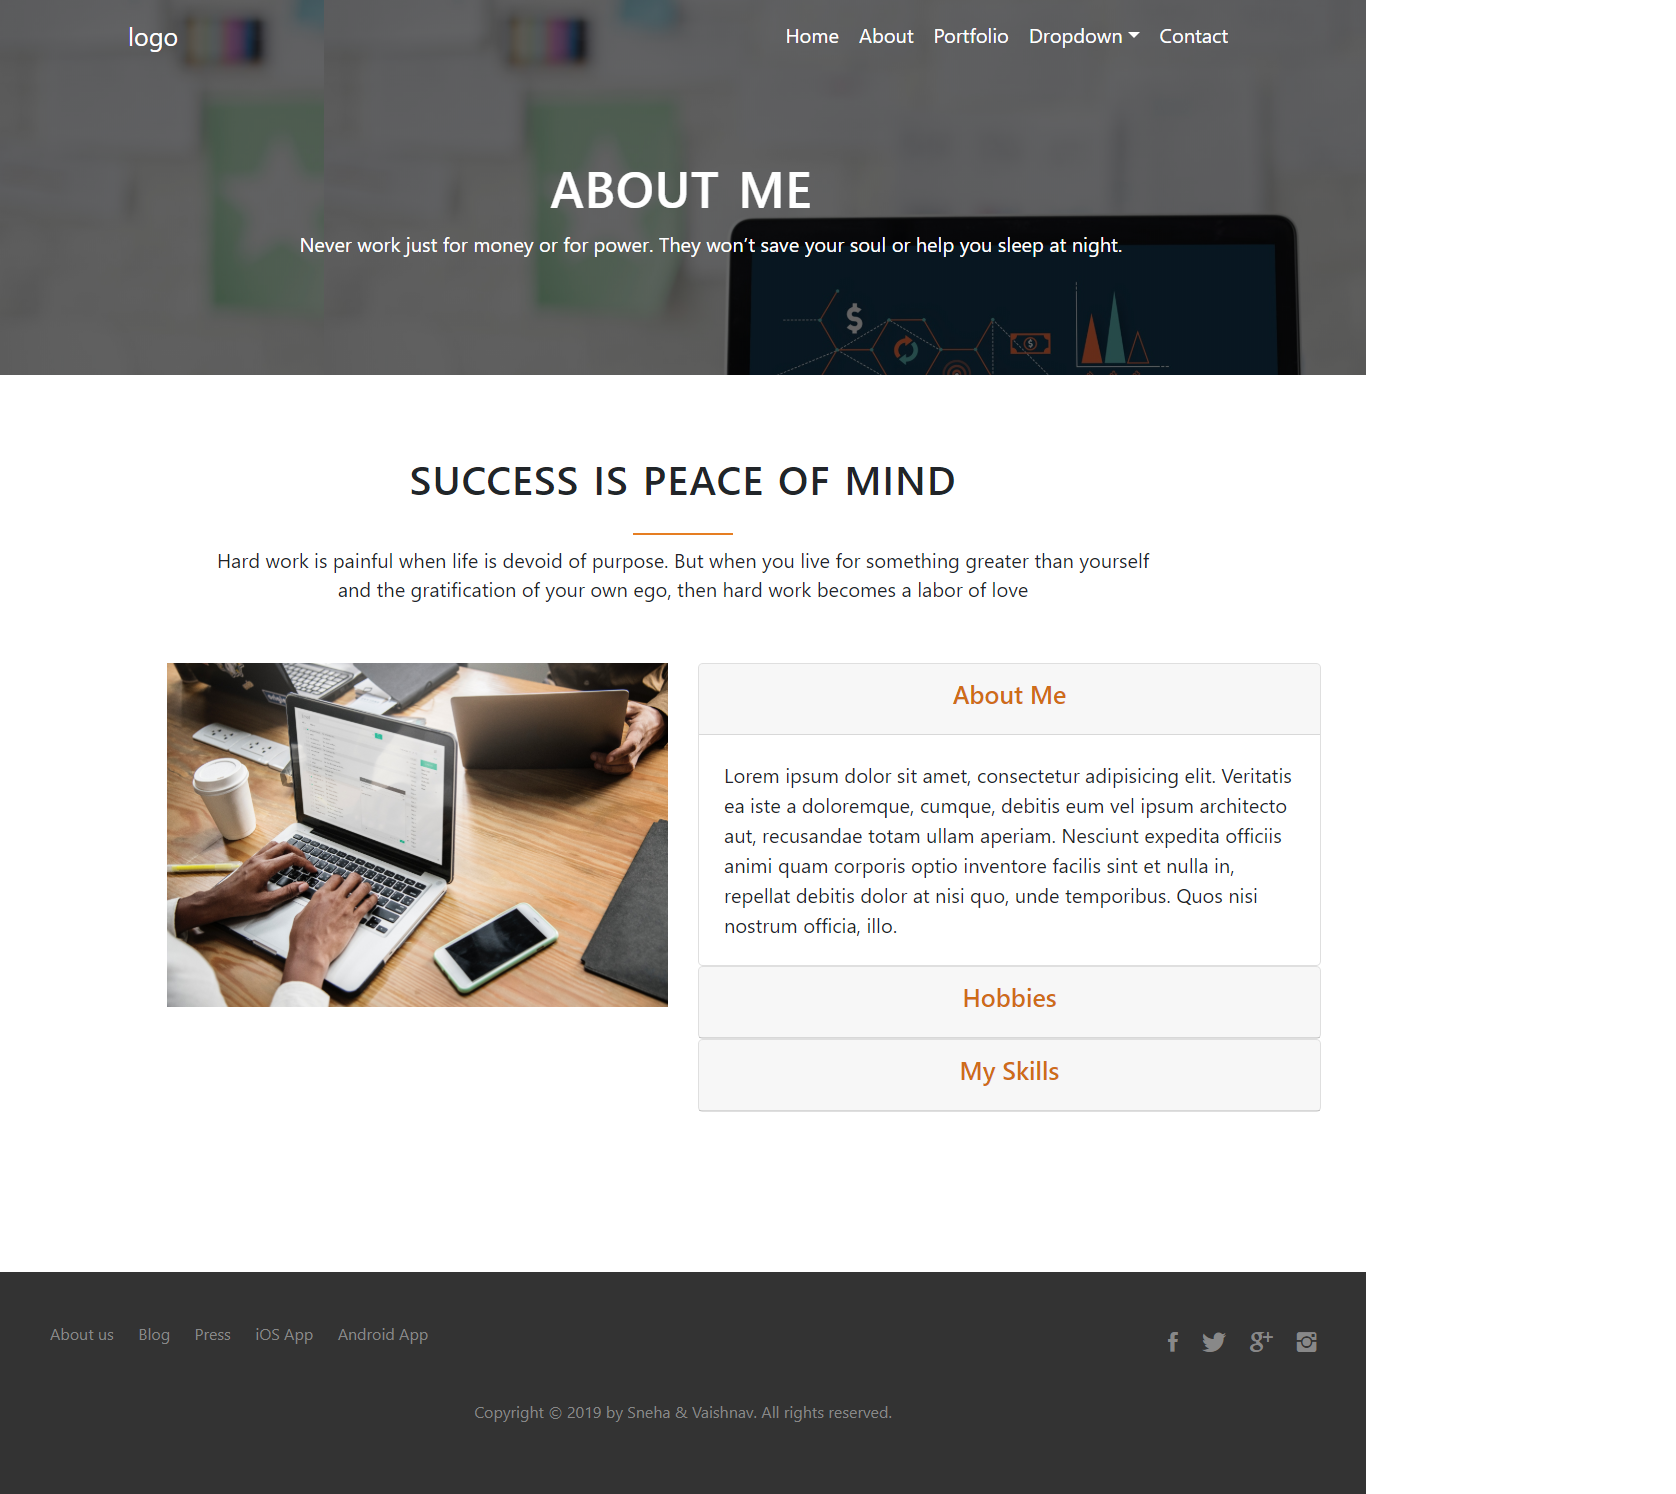 logo
Home About Portfolio Dropdown Contact
ABOUT ME
Never work just for money or for power. They won't save your soul or help you sleep at night.
SUCCESS IS PEACE OF MIND
Hard work is painful when life is devoid of purpose. But when you live for something greater than yourself
and the gratification of your own ego, then hard work becomes a labor of love
About Me
Lorem ipsum dolor sit amet, consectetur adipisicing elit. Veritatis
ea iste a doloremque, cumque, debitis eum vel ipsum architecto
aut, recusandae totam ullam aperiam. Nesciunt expedita officiis
animi quam corporis optio inventore facilis sint et nulla in,
repellat debitis dolor at nisi quo, unde temporibus. Quos nisi
nostrum officia, illo.
Hobbies
My Skills
About us Blog Press iOS App Android App
Copyright © 2019 by Sneha & Vaishnav. All rights reserved.